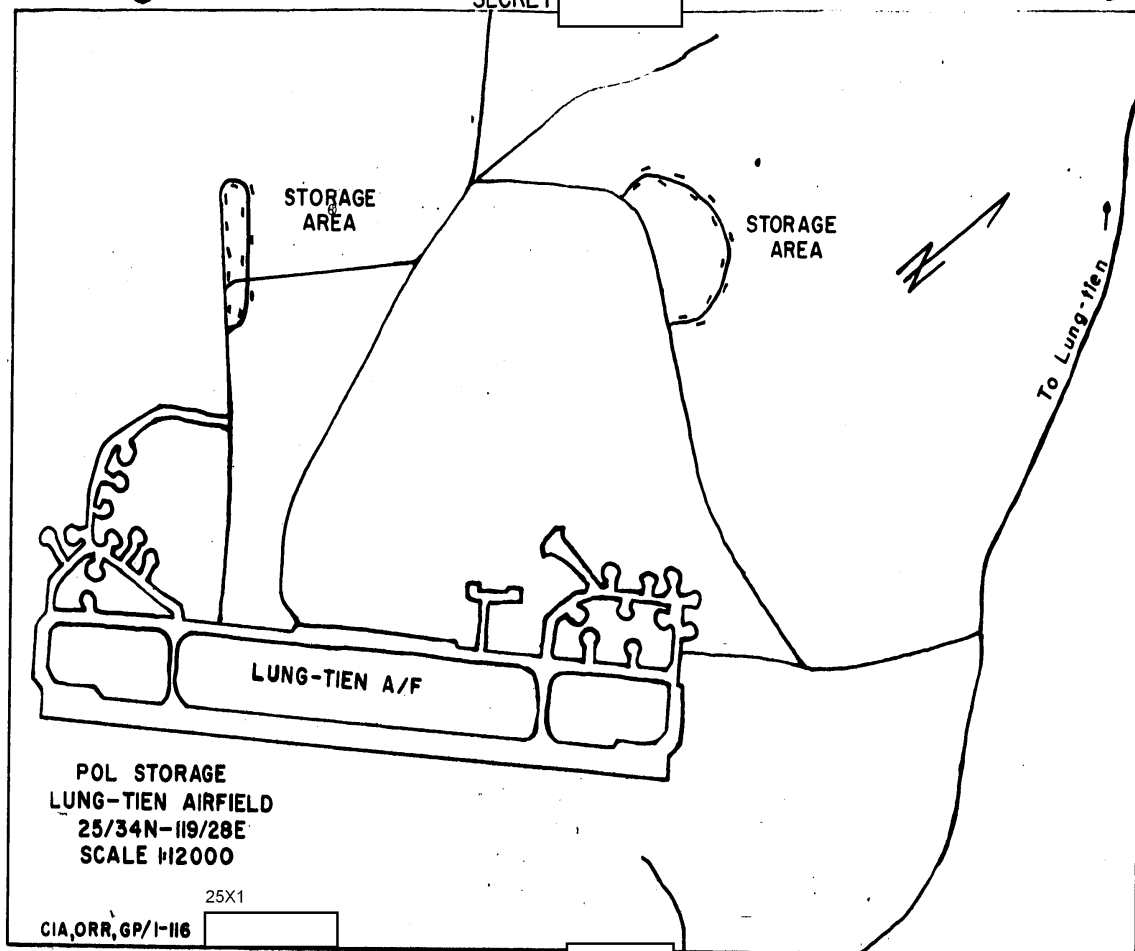 SECRET
STORAGE
AREA
STORAGE
AREA
N
To Lung-tien
LUNG-TIEN A/F
POL STORAGE
LUNG-TIEN AIRFIELD
25/34N-119/28E
SCALE 1:12000
25X1
CIA,ORR,GP/1-116